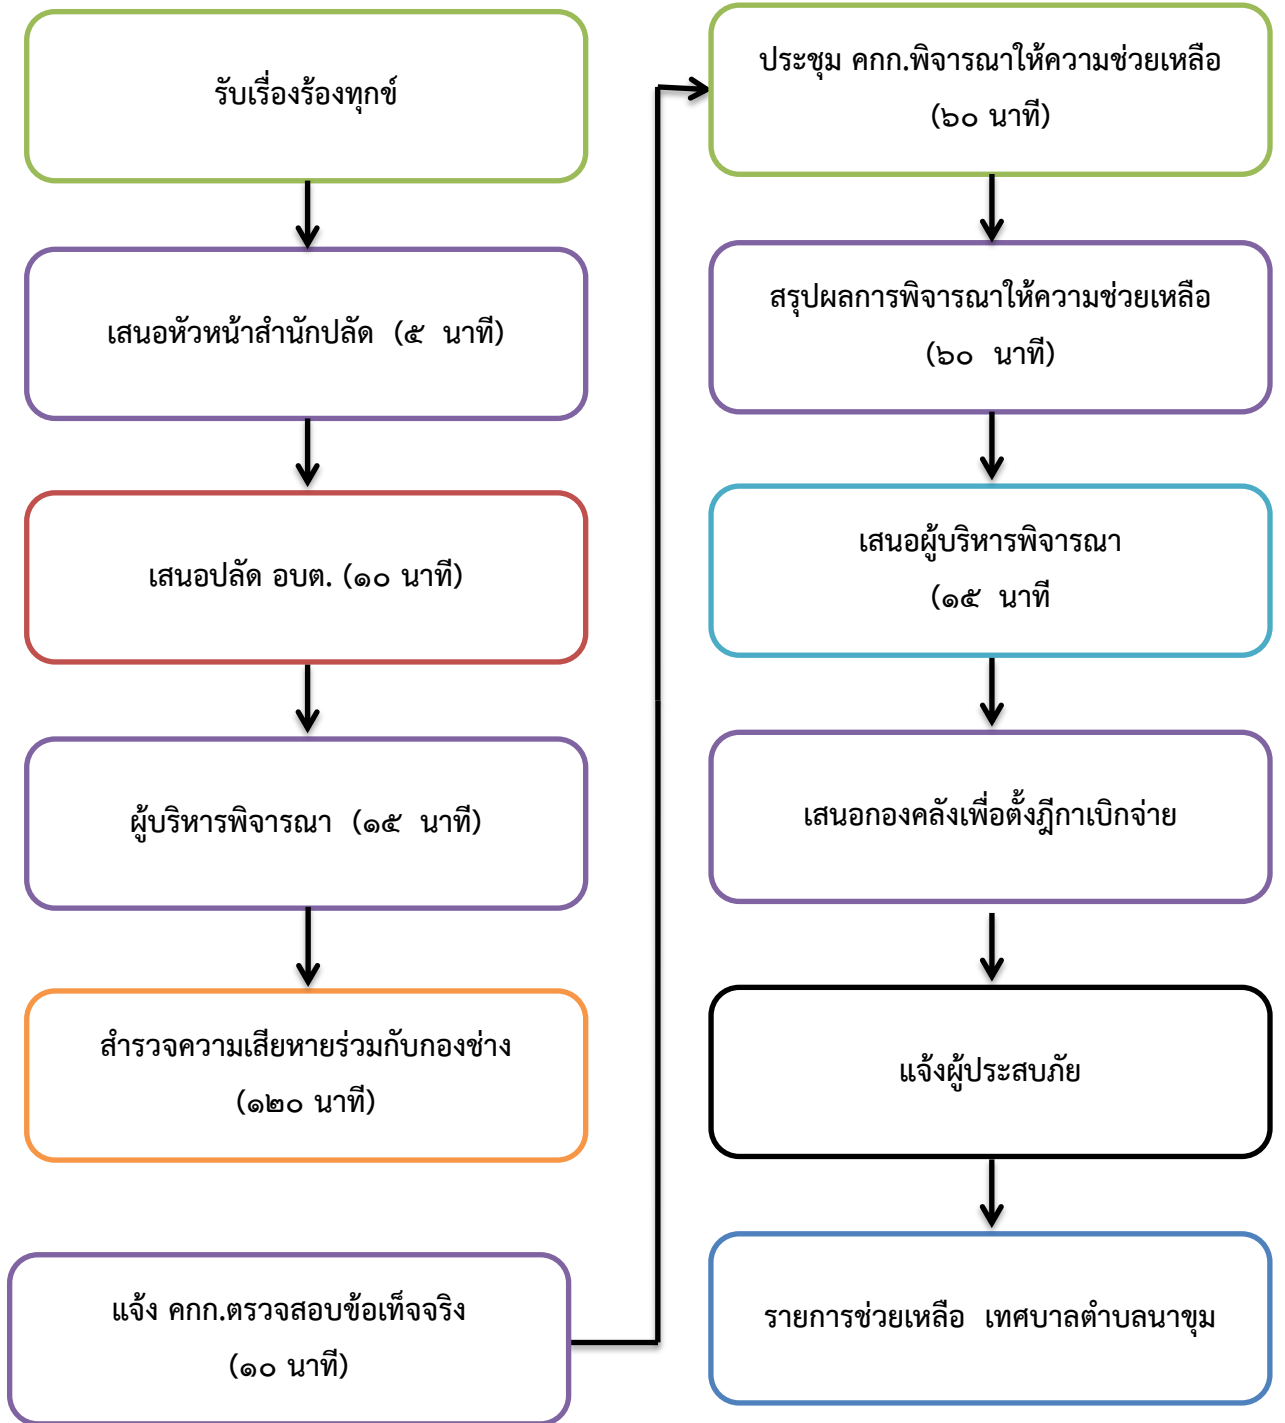 รับเรื่องร้องทุกข์
เสนอหัวหน้าสำนักปลัด (๕ นาที)
เสนอปลัด อบต. (๑๐ นาที)
ผู้บริหารพิจารณา (๑๕ นาที)
สำรวจความเสียหายร่วมกับกองช่าง
(๑๒๐ นาที)
แจ้ง คกก.ตรวจสอบข้อเท็จจริง
(๑๐ นาที)
ประชุม คกก.พิจารณาให้ความช่วยเหลือ
(๖๐ นาที)
สรุปผลการพิจารณาให้ความช่วยเหลือ
(๖๐ นาที)
เสนอผู้บริหารพิจารณา
(๑๕ นาที
เสนอกองคลังเพื่อตั้งฎีกาเบิกจ่าย
แจ้งผู้ประสบภัย
รายการช่วยเหลือ เทศบาลตำบลนาขุม